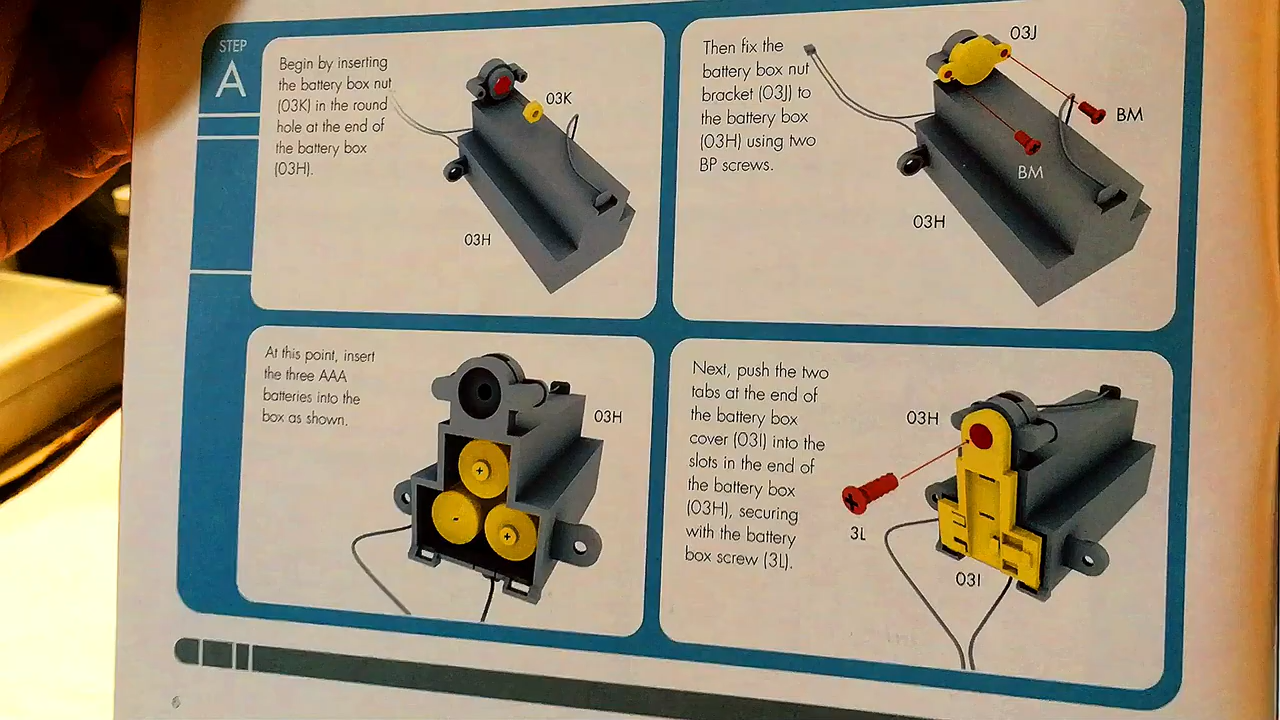 STEP
A
Begin by inserting
the battery box nut
(03K) in the round
hole at the end of
the battery box
(03H).
03K
03H
Then fix the
battery box nut
bracket (03J) to
the battery box
(03H) using two
BP screws.
03J
BM
BM
03H
At this point, insert
the three AAA
batteries into the
box as shown.
03H
+
-
+
Next, push the two
tabs at the end of
the battery box
cover (03I) into the
slots in the end of
the battery box
(03H), securing
with the battery
box screw (3L).
03H
3L
03I
6